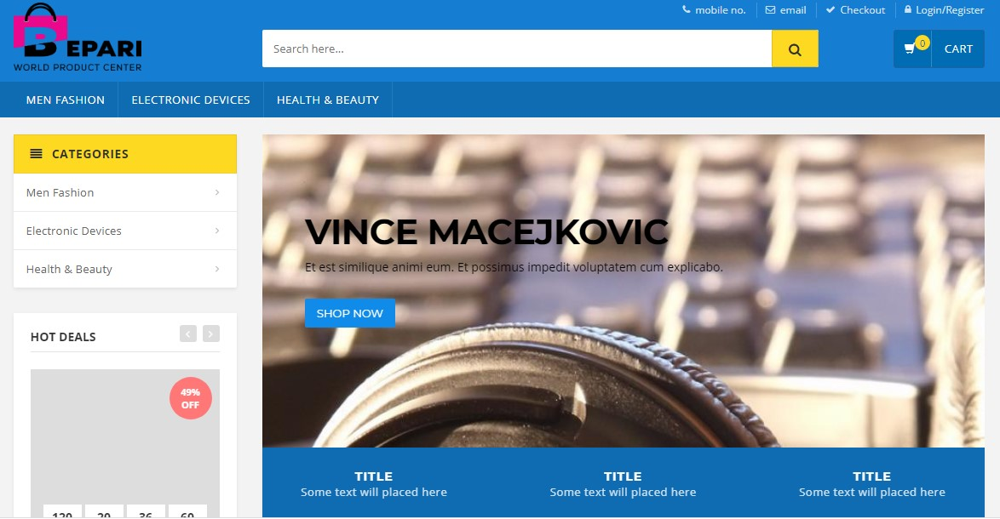 mobile no.
email
Checkout
Login/Register
BEPARI
WORLD PRODUCT CENTER
Search here...
0
CART
MEN FASHION
ELECTRONIC DEVICES
HEALTH & BEAUTY
CATEGORIES
Men Fashion
Electronic Devices
Health & Beauty
VINCE MACEJKOVIC
Et est similique animi eum. Et possimus impedit voluptatem cum explicabo.
SHOP NOW
HOT DEALS
49%
OFF
120 20 36 60
TITLE
Some text will placed here
TITLE
Some text will placed here
TITLE
Some text will placed here